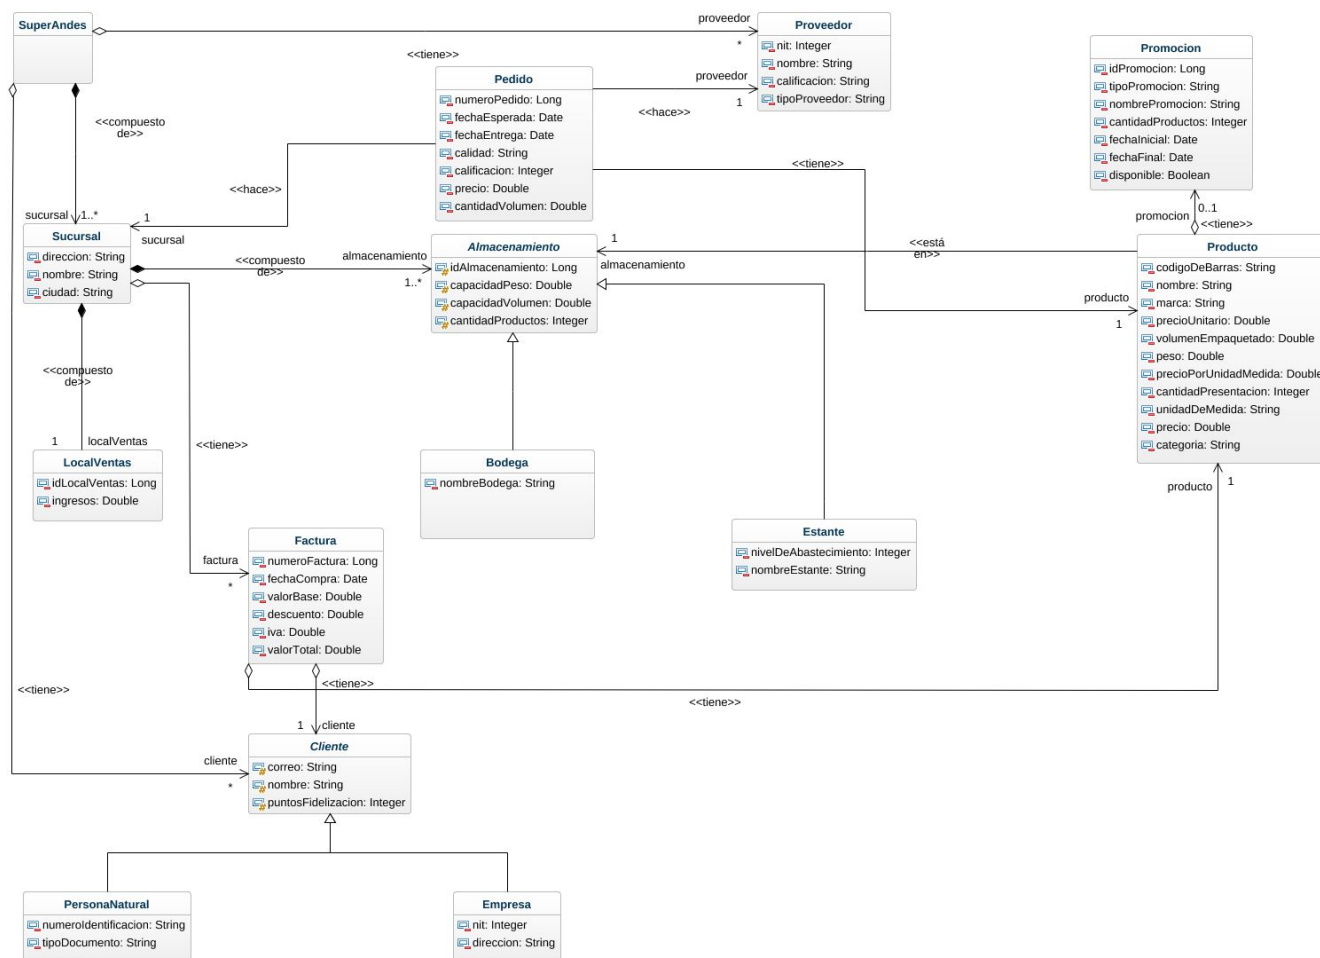 SuperAndes
proveedor
*
<<tiene>>
Proveedor
nit: Integer
nombre: String
calificacion: String
tipoProveedor: String
Promocion
idPromocion: Long
tipoPromocion: String
nombrePromocion: String
cantidadProductos: Integer
fechaInicial: Date
fechaFinal: Date
disponible: Boolean
Pedido
numeroPedido: Long
fechaEsperada: Date
fechaEntrega: Date
calidad: String
calificacion: Integer
precio: Double
cantidadVolumen: Double
proveedor
1
<<hace>>
<<compuesto
de>>
<<tiene>>
<<hace>>
sucursal
1..*
1
sucursal
0..1
promocion
<<tiene>>
Sucursal
direccion: String
nombre: String
ciudad: String
<<compuesto
de>>
almacenamiento
1..*
Almacenamiento
idAlmacenamiento: Long
capacidadPeso: Double
capacidadVolumen: Double
cantidadProductos: Integer
1
almacenamiento
<<está
en>>
producto
1
Producto
codigoDeBarras: String
nombre: String
marca: String
precioUnitario: Double
volumenEmpaquetado: Double
peso: Double
precioPorUnidadMedida: Double
cantidadPresentacion: Integer
unidadDeMedida: String
precio: Double
categoria: String
<<compuesto
de>>
1
localVentas
<<tiene>>
LocalVentas
idLocalVentas: Long
ingresos: Double
Bodega
nombreBodega: String
producto
1
Estante
nivelDeAbastecimiento: Integer
nombreEstante: String
factura
*
Factura
numeroFactura: Long
fechaCompra: Date
valorBase: Double
descuento: Double
iva: Double
valorTotal: Double
<<tiene>>
<<tiene>>
<<tiene>>
1
cliente
cliente
*
Cliente
correo: String
nombre: String
puntosFidelizacion: Integer
PersonaNatural
numeroIdentificacion: String
tipoDocumento: String
Empresa
nit: Integer
direccion: String